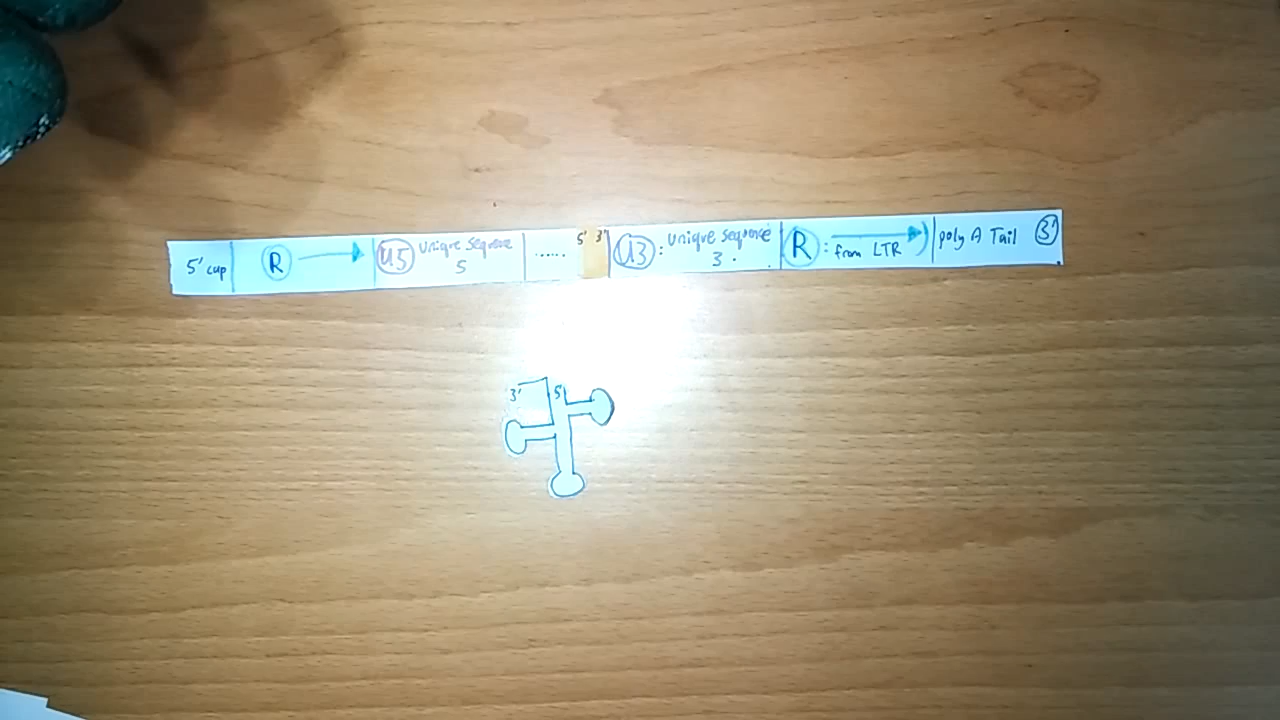 5' cap
R
U5 unique sequence
5
......
5' 3'
U3: unique sequence
3.
R: from LTR
poly A Tail 3'
3' 5'